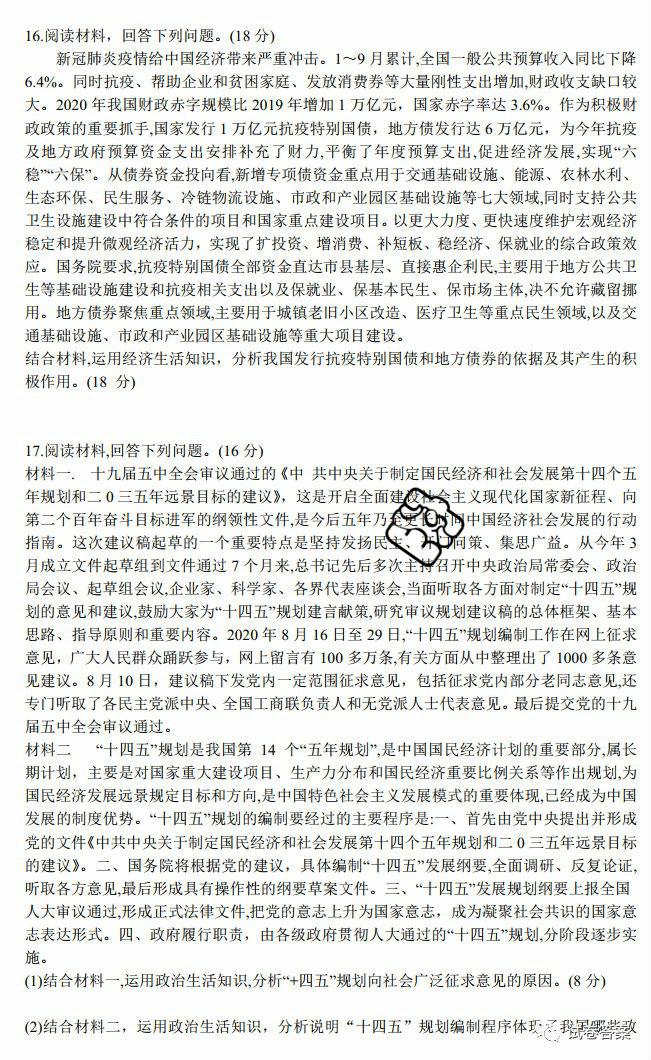 16.阅读材料，回答下列问题。(18 分)
新冠肺炎疫情给中国经济带来严重冲击。1～9 月累计,全国一般公共预算收入同比下降
6.4%。同时抗疫、帮助企业和贫困家庭、发放消费券等大量刚性支出增加,财政收支缺口较
大。2020 年我国财政赤字规模比 2019 年增加 1 万亿元，国家赤字率达 3.6%。作为积极财
政政策的重要抓手,国家发行 1 万亿元抗疫特别国债，地方债发行达 6 万亿元，为今年抗疫
及地方政府预算资金支出安排补充了财力,平衡了年度预算支出,促进经济发展,实现“六
稳”“六保”。从债券资金投向看,新增专项债资金重点用于交通基础设施、能源、农林水利、
生态环保、民生服务、冷链物流设施、市政和产业园区基础设施等七大领域,同时支持公共
卫生设施建设中符合条件的项目和国家重点建设项目。以更大力度、更快速度维护宏观经济
稳定和提升微观经济活力，实现了扩投资、增消费、补短板、稳经济、保就业的综合政策效
应。国务院要求,抗疫特别国债全部资金直达市县基层、直接惠企利民,主要用于地方公共卫
生等基础设施建设和抗疫相关支出以及保就业、保基本民生、保市场主体,决不允许藏留挪
用。地方债券聚焦重点领域,主要用于城镇老旧小区改造、医疗卫生等重点民生领域,以及交
通基础设施、市政和产业园区基础设施等重大项目建设。
结合材料,运用经济生活知识，分析我国发行抗疫特别国债和地方债券的依据及其产生的积
极作用。(18 分)
17.阅读材料,回答下列问题。(16 分)
材料一. 十九届五中全会审议通过的《中 共中央关于制定国民经济和社会发展第十四个五
年规划和二 0 三五年远景目标的建议》，这是开启全面建设社会主义现代化国家新征程、向
第二个百年奋斗目标进军的纲领性文件,是今后五年乃至更长时间中国经济社会发展的行动
指南。这次建议稿起草的一个重要特点是坚持发扬民主、开门问策、集思广益。从今年 3
月成立文件起草组到文件通过 7 个月来,总书记先后多次主持召开中央政治局常委会、政治
局会议、起草组会议,企业家、科学家、各界代表座谈会,当面听取各方面对制定“十四五”规
划的意见和建议,鼓励大家为“十四五”规划建言献策,研究审议规划建议稿的总体框架、基本
思路、指导原则和重要内容。2020 年 8 月 16 日至 29 日,“十四五”规划编制工作在网上征求
意见，广大人民群众踊跃参与，网上留言有 100 多万条,有关方面从中整理出了 1000 多条意
见建议。8 月 10 日，建议稿下发党内一定范围征求意见，包括征求党内部分老同志意见,还
专门听取了各民主党派中央、全国工商联负责人和无党派人士代表意见。最后提交党的十九
届五中全会审议通过。
材料二 “十四五”规划是我国第 14 个“五年规划”,是中国国民经济计划的重要部分,属长
期计划，主要是对国家重大建设项目、生产力分布和国民经济重要比例关系等作出规划,为
国民经济发展远景规定目标和方向,是中国特色社会主义发展模式的重要体现,已经成为中国
发展的制度优势。“十四五”规划的编制要经过的主要程序是:一、首先由党中央提出并形成
党的文件《中共中央关于制定国民经济和社会发展第十四个五年规划和二 0 三五年远景目标
的建议》。二、国务院将根据党的建议，具体编制“十四五”发展纲要,全面调研、反复论证,
听取各方意见,最后形成具有操作性的纲要草案文件。三、“十四五”发展规划纲要上报全国
人大审议通过,形成正式法律文件,把党的意志上升为国家意志，成为凝聚社会共识的国家意
志表达形式。四、政府履行职责，由各级政府贯彻人大通过的“十四五”规划,分阶段逐步实
施。
(1)结合材料一,运用政治生活知识,分析“+四五”规划向社会广泛征求意见的原因。(8 分)
(2)结合材料二，运用政治生活知识，分析说明“十四五”规划编制程序体现了我国哪些政
试卷答案